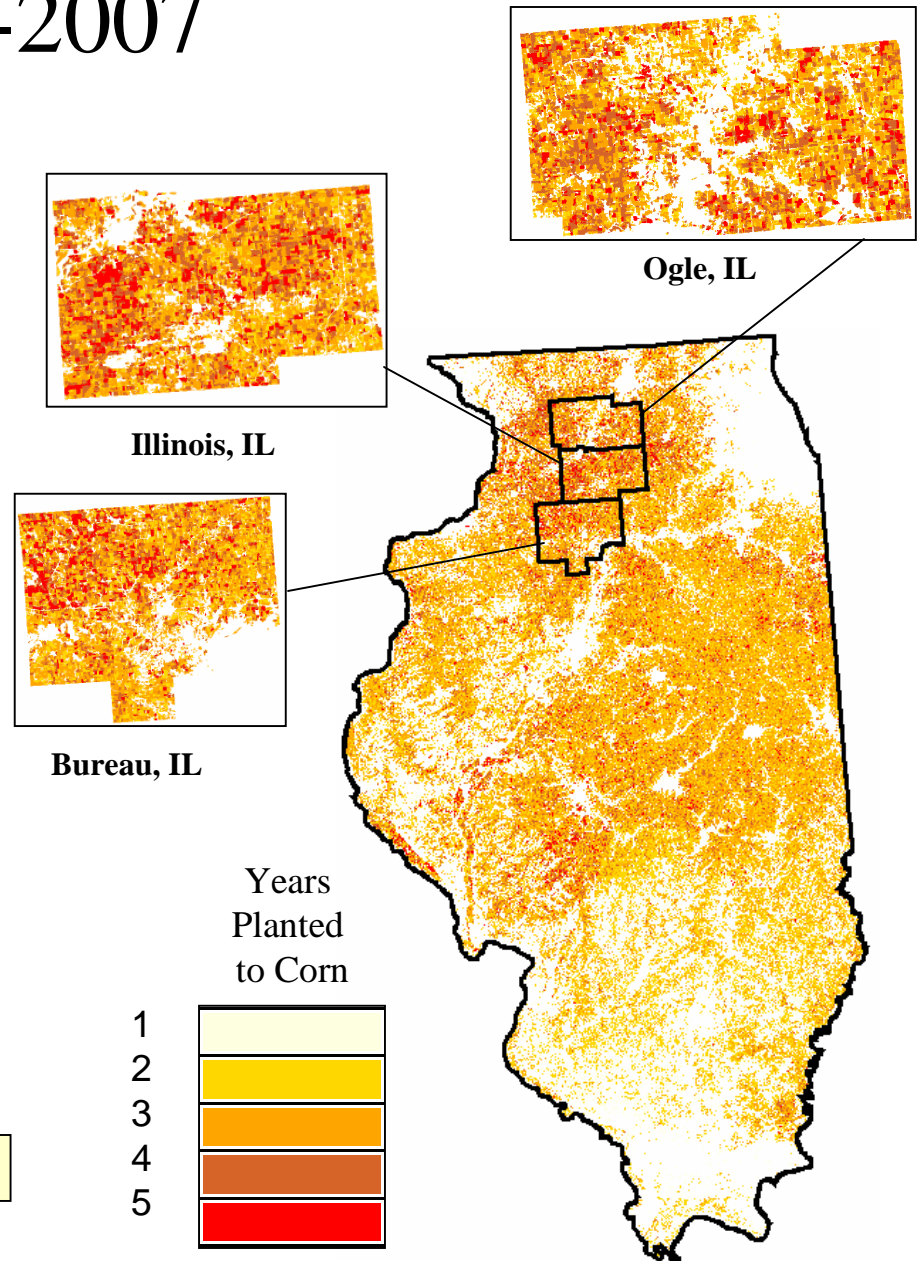 -2007
Ogle, IL
Illinois, IL
Bureau, IL
Years
Planted
to Corn
1
2
3
4
5